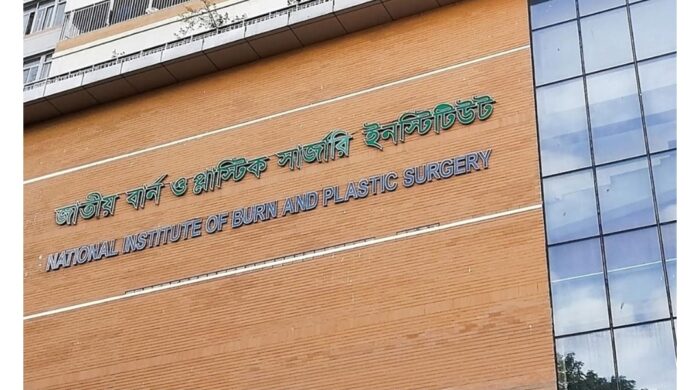 জাতীয় বার্ন ও প্লাস্টিক সার্জারি ইনস্টিটিউট
NATIONAL INSTITUTE OF BURN AND PLASTIC SURGERY